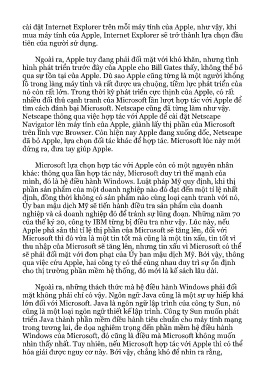 cài đặt Internet Explorer trên mỗi máy tính của Apple, như vậy, khi
mua máy tính của Apple, Internet Explorer sẽ trở thành lựa chọn đầu
tiên của người sử dụng.
Ngoài ra, Apple tuy đang phải đối mặt với khó khăn, nhưng tình
hình phát triển trước đây của Apple cho Bill Gates thấy, không thể bỏ
qua sự tồn tại của Apple. Dù sao Apple cũng từng là một người khổng
lồ trong làng máy tính và rất được ưa chuộng, tiềm lực phát triển của
nó còn rất lớn. Trong thời kỳ phát triển cực thịnh của Apple, có rất
nhiều đối thủ cạnh tranh của Microsoft lần lượt hợp tác với Apple để
tìm cách đánh bại Microsoft. Netscape cũng đã từng làm như vậy.
Netscape thông qua việc hợp tác với Apple để cài đặt Netscape
Navigator lên máy tính của Apple, giành lấy thị phần của Microsoft
trên lĩnh vực Browser. Còn hiện nay Apple đang xuống dốc, Netscape
đã bỏ Apple, lựa chọn đối tác khác để hợp tác. Microsoft lúc này mới
đứng ra, đưa tay giúp Apple.
Microsoft lựa chọn hợp tác với Apple còn có một nguyên nhân
khác: thông qua lần hợp tác này, Microsoft duy trì thế mạnh của
mình, đó là hệ điều hành Windows. Luật pháp Mỹ quy định, khi thị
phần sản phẩm của một doanh nghiệp nào đó đạt đến một tỉ lệ nhất
định, đồng thời không có sản phẩm nào cùng loại cạnh tranh với nó,
Ủy ban mậu dịch Mỹ sẽ tiến hành điều tra sản phẩm của doanh
nghiệp và cả doanh nghiệp đó để tránh sự lũng đoạn. Những năm 70
của thế kỷ 20, công ty IBM từng bị điều tra như vậy. Lúc này, nếu
Apple phá sản thì tỉ lệ thị phần của Microsoft sẽ tăng lên, đối với
Microsoft thì đó vừa là một tin tốt mà cũng là một tin xấu, tin tốt vì
thu nhập của Microsoft sẽ tăng lên, nhưng tin xấu vì Microsoft có thể
sẽ phải đối mặt với đơn phạt của Ủy ban mậu dịch Mỹ. Bởi vậy, thông
qua việc cứu Apple, hai công ty có thể cùng nhau duy trì sự ổn định
cho thị trường phần mềm hệ thống, đó mới là kế sách lâu dài.
Ngoài ra, những thách thức mà hệ điều hành Windows phải đối
mặt không phải chỉ có vậy. Ngôn ngữ Java cũng là một sự uy hiếp khá
lớn đối với Microsoft. Java là ngôn ngữ lập trình của công ty Sun, nó
cũng là một loại ngôn ngữ thiết kế lập trình. Công ty Sun muốn phát
triển Java thành phần mềm điều hành tiêu chuẩn cho máy tính mạng
trong tương lai, đe dọa nghiêm trọng đến phần mềm hệ điều hành
Windows của Microsoft, đó cũng là điều mà Microsoft không muốn
nhìn thấy nhất. Tuy nhiên, nếu Microsoft hợp tác với Apple thì có thể
hóa giải được nguy cơ này. Bởi vậy, chẳng khó để nhìn ra rằng,